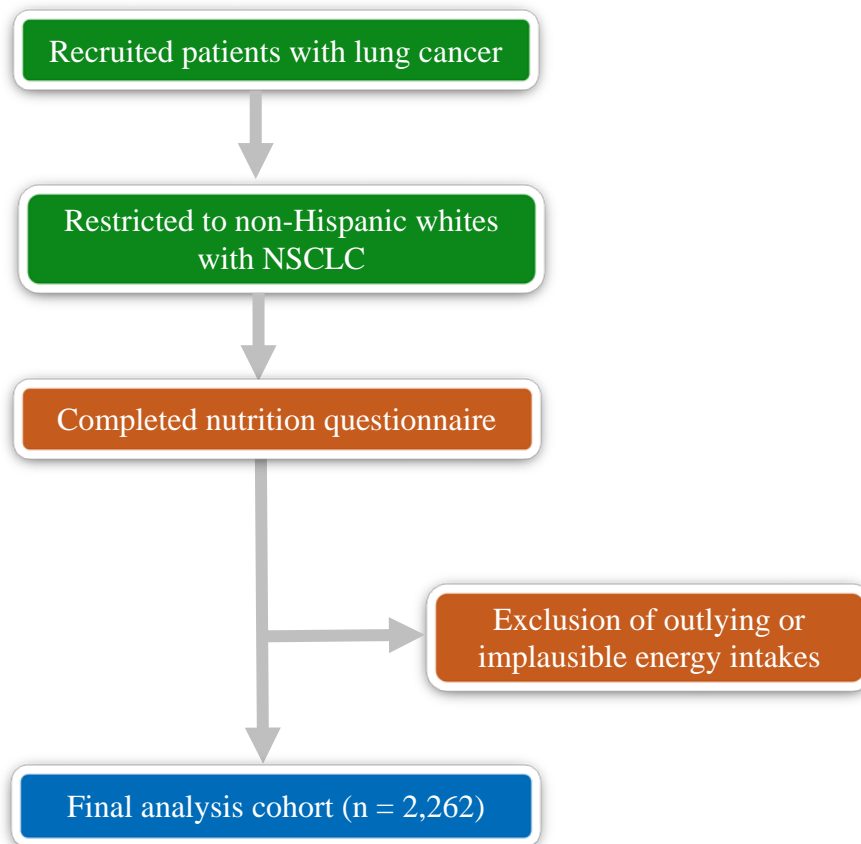 Recruited patients with lung cancer
Restricted to non-Hispanic whites
with NSCLC
Completed nutrition questionnaire
Exclusion of outlying or
implausible energy intakes
Final analysis cohort (n = 2,262)